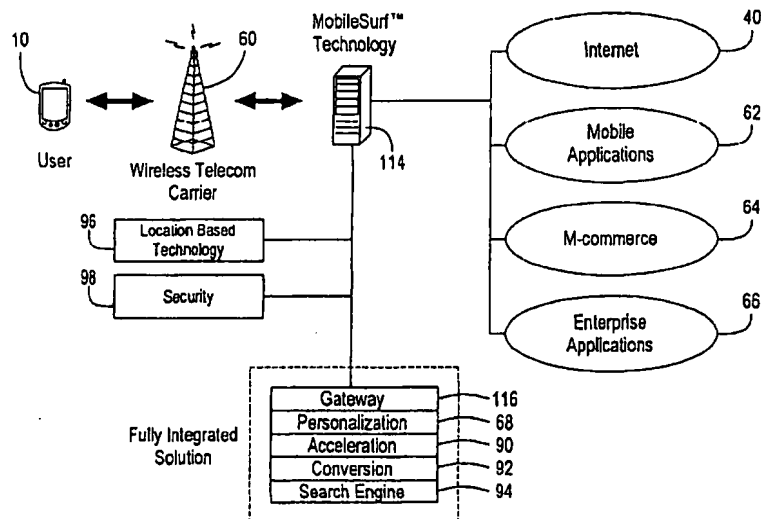 10
60
MobileSurf™
Technology
114
User
Wireless Telecom
Carrier
Internet
40
Mobile
Applications
62
M-commerce
64
Enterprise
Applications
66
96
Location Based
Technology
98
Security
Fully Integrated
Solution
Gateway
116
Personalization
68
Acceleration
90
Conversion
92
Search Engine
94